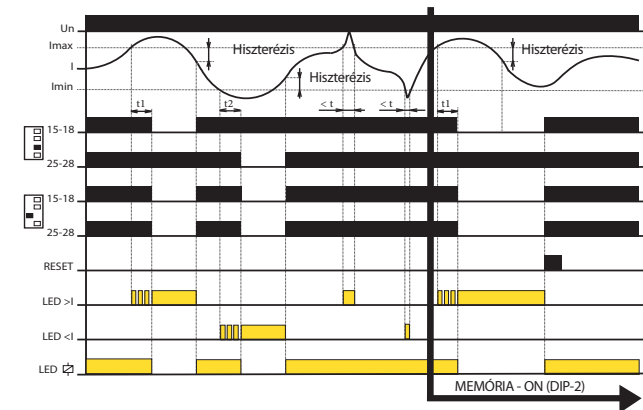 Un
Imax
Hiszterézis
Hiszterézis
I
Hiszterézis
Imin
t1
t2
< t
< t
t1
15-18
25-28
15-18
25-28
RESET
LED >I
LED <I
LED
MEMÓRIA - ON (DIP-2)